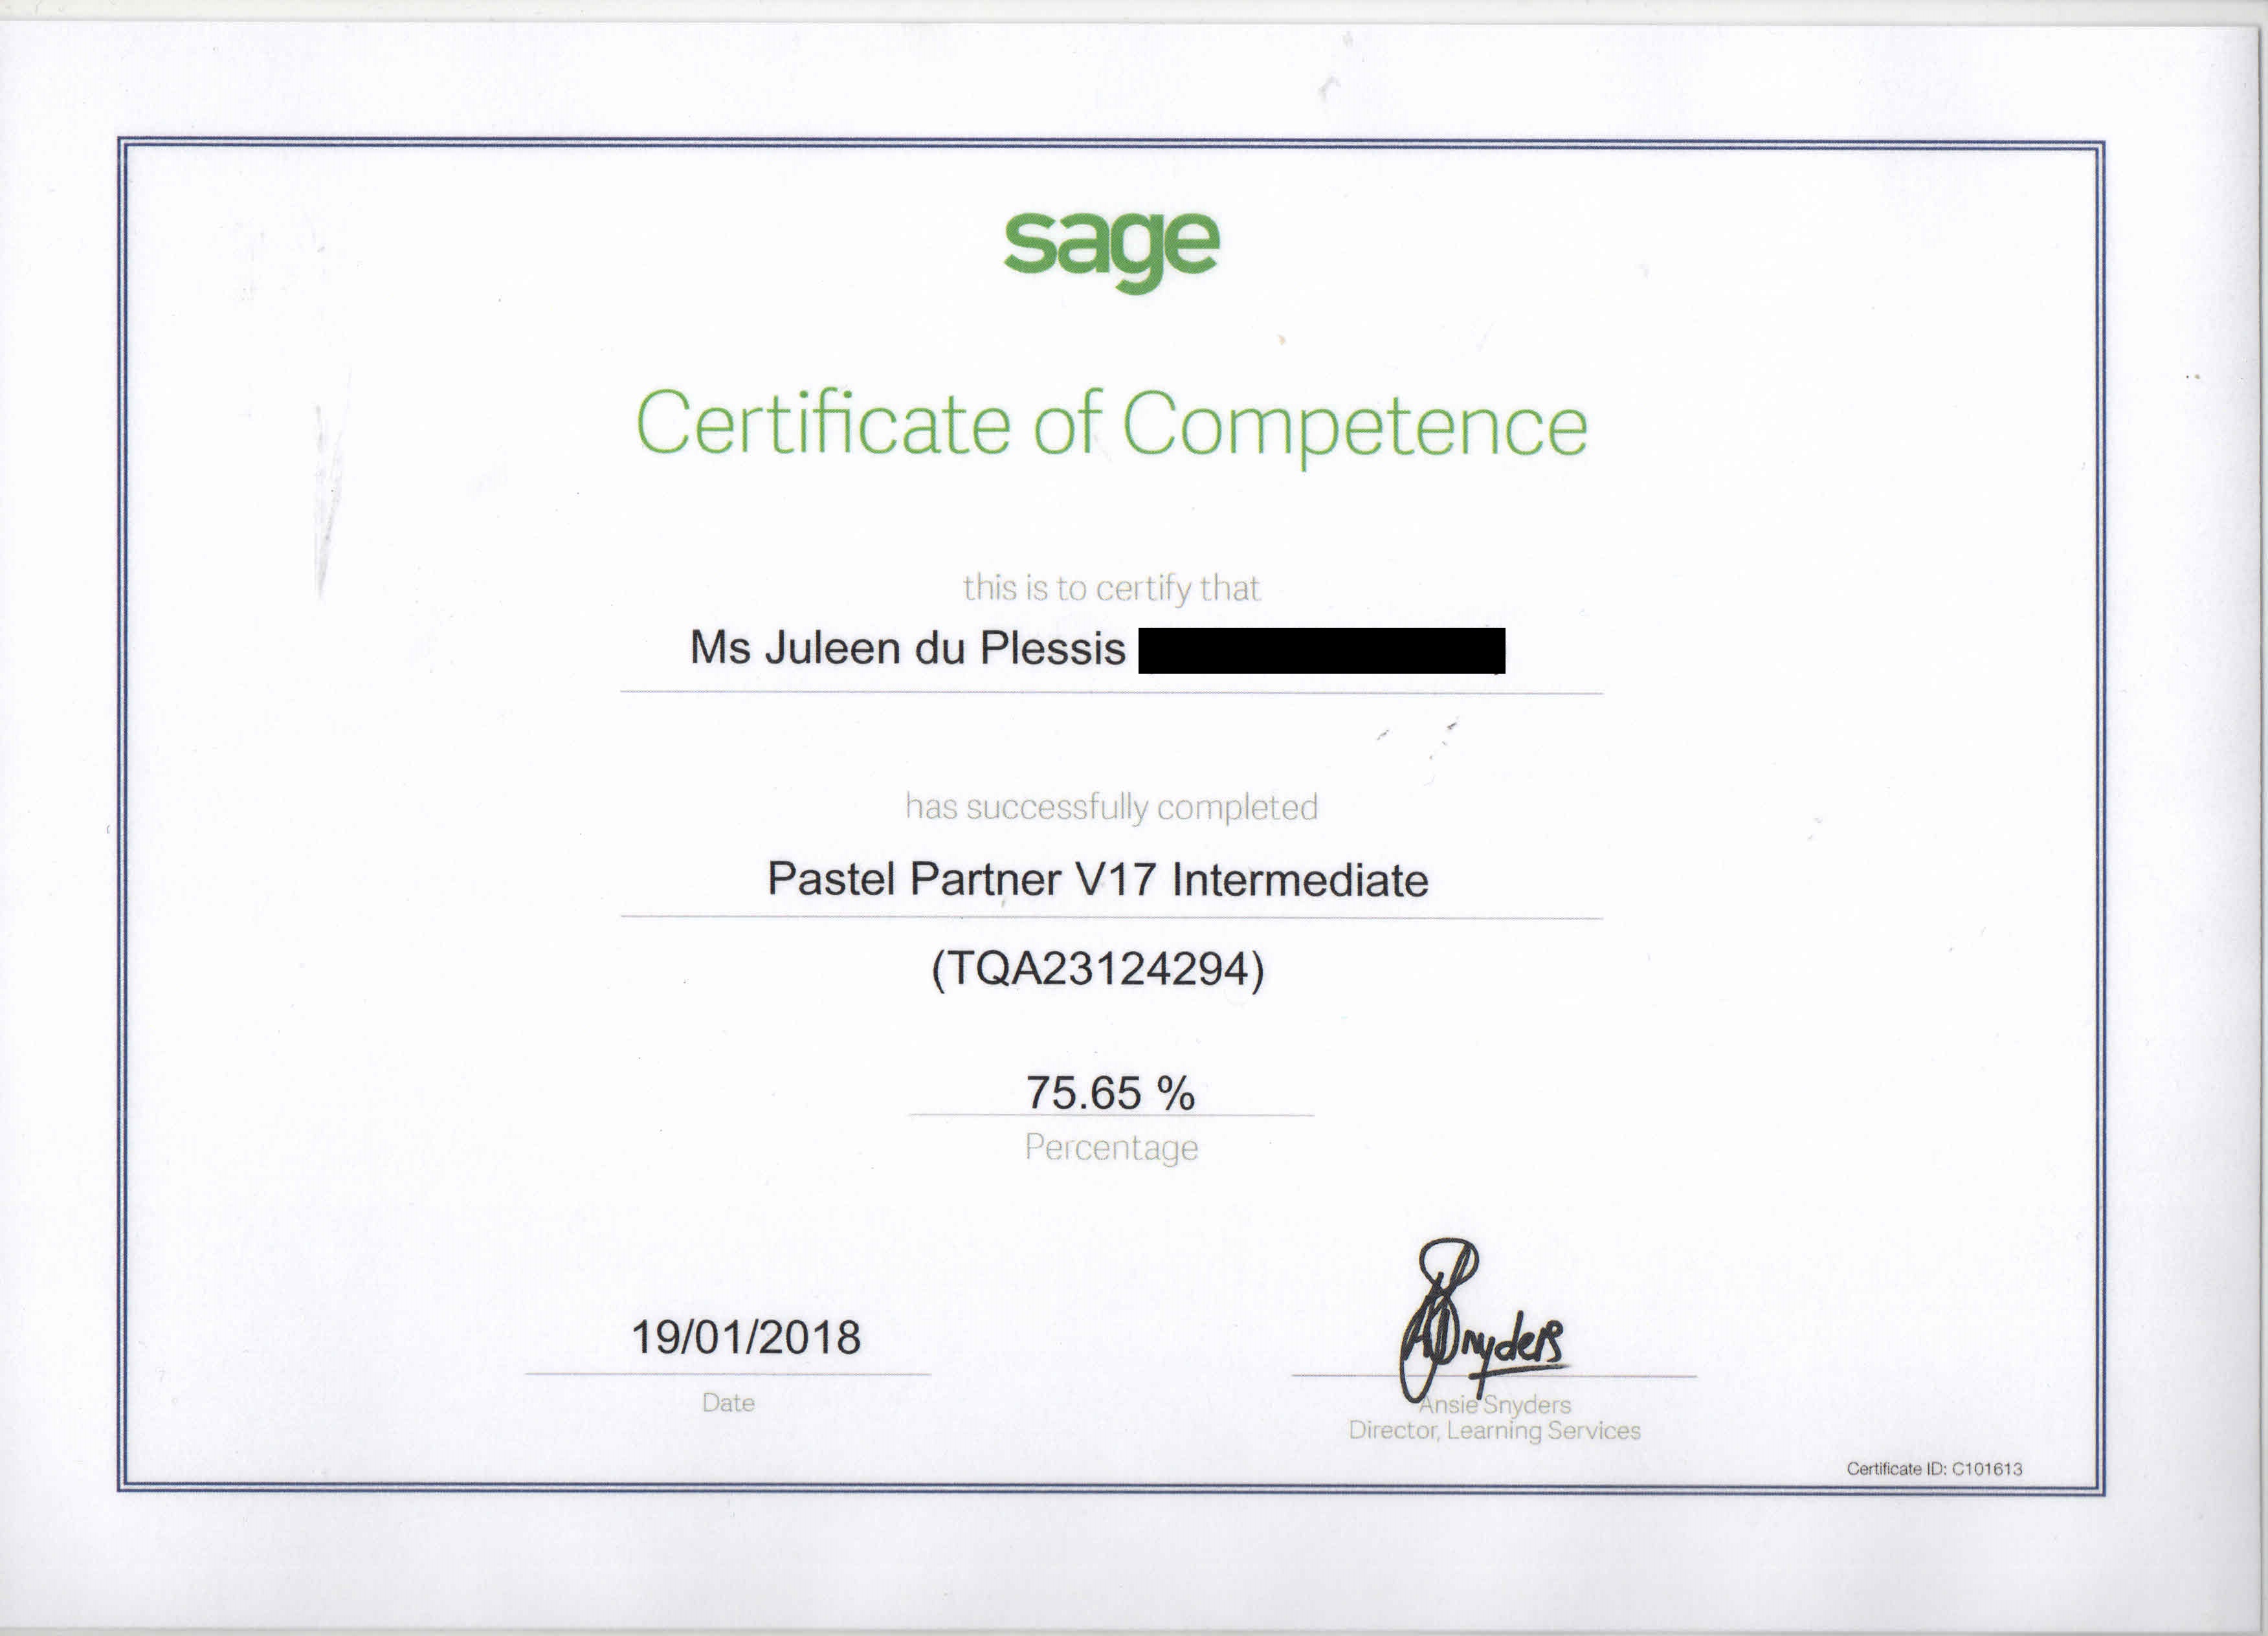 sage
Certificate of Competence
this is to certify that
Ms Juleen du Plessis
has successfully completed
Pastel Partner V17 Intermediate
(TQA23124294)
75.65 %
Percentage
19/01/2018
Date
ASnyders
Ansie Snyders
Director, Learning Services
Certificate ID: C101613